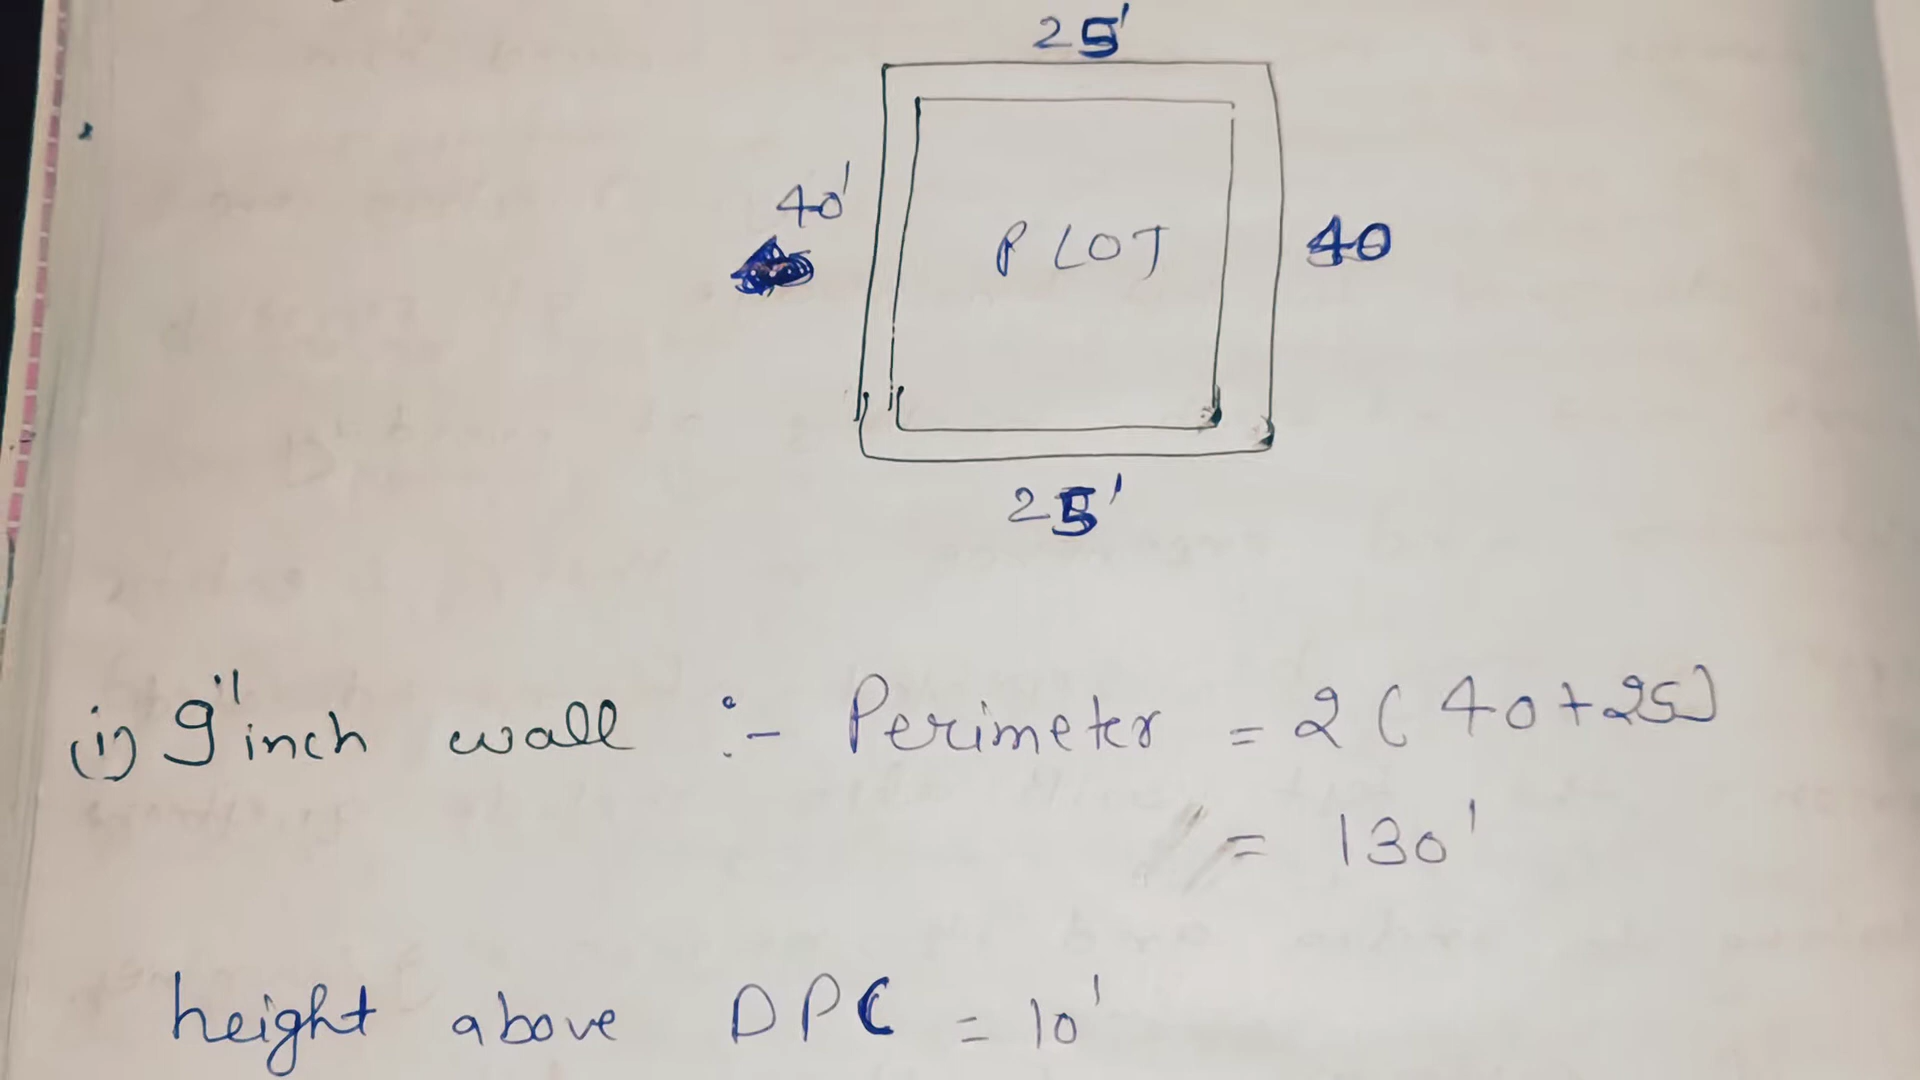 25'
40'
PLOT
40
25'
(i) 9" inch wall :- Perimeter = 2(40+25)
= 130'
height above DPC = 10'